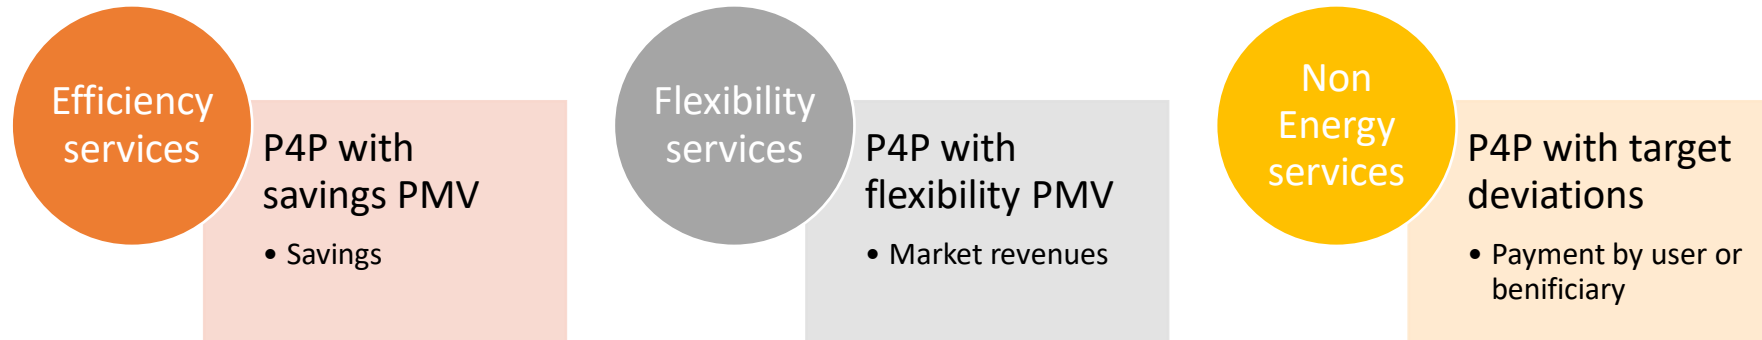 Efficiency
services
P4P with
savings PMV
• Savings
Flexibility
services
P4P with
flexibility PMV
• Market revenues
Non
Energy
services
P4P with target
deviations
• Payment by user or
benificiary